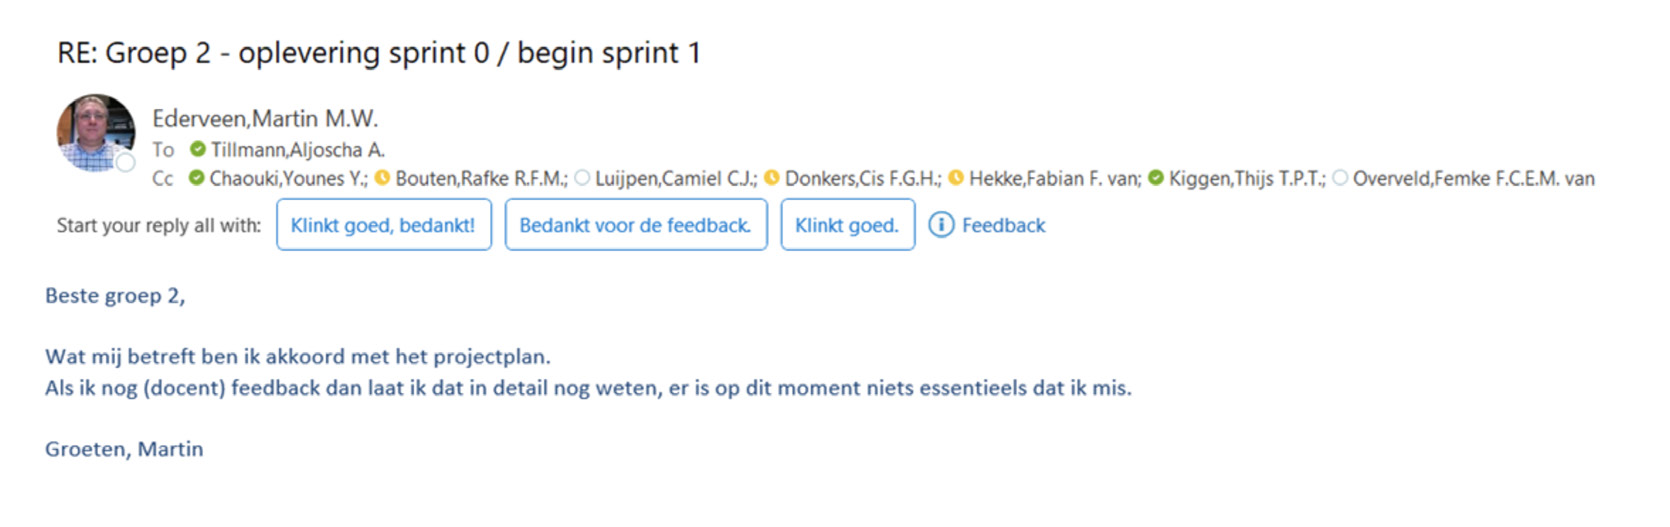 RE: Groep 2 - oplevering sprint 0 / begin sprint 1
Ederveen,Martin M.W.
To Tillmann,Aljoscha A.
Cc Chaouki,Younes Y.; Bouten,Rafke R.F.M.; Luijpen,Camiel C.J.; Donkers,Cis F.G.H.; Hekke,Fabian F. van; Kiggen,Thijs T.P.T.; Overveld,Femke F.C.E.M. van
Start your reply all with: Klinkt goed, bedankt! Bedankt voor de feedback. Klinkt goed. Feedback
Beste groep 2,
Wat mij betreft ben ik akkoord met het projectplan.
Als ik nog (docent) feedback dan laat ik dat in detail nog weten, er is op dit moment niets essentieels dat ik mis.
Groeten, Martin